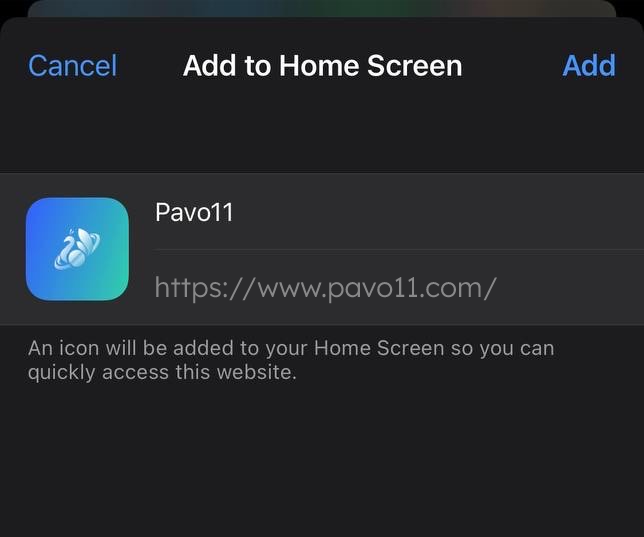 Cancel Add to Home Screen Add
Pavo11
https://www.pavo11.com/
An icon will be added to your Home Screen so you can
quickly access this website.